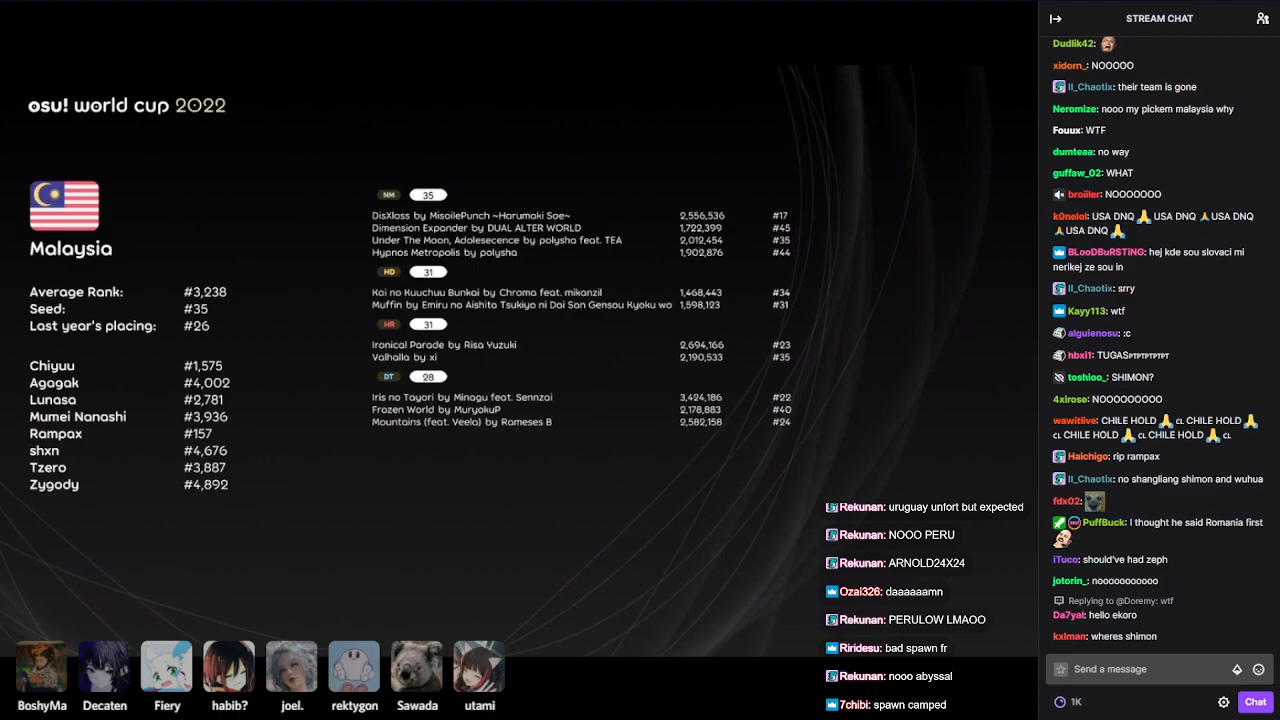 osu! world cup 2022
Malaysia
Average Rank: #3,238
Seed: #35
Last year's placing: #26
Chiyuu #1,575
Agagak #4,002
Lunasa #2,781
Mumei Nanashi #3,936
Rampax #157
shxn #4,676
Tzero #3,887
Zygody #4,892
NM 35
DisXloss by MisoilePunch ~Harumaki Soe~ 2,556,536 #17
Dimension Expander by DUAL ALTER WORLD 1,722,399 #45
Under The Moon, Adolesecence by polysha feat. TEA 2,012,454 #35
Hypnos Metropolis by polysha 1,902,876 #44
HD 31
Koi no Kuuchuu Bunkai by Chroma feat. mikanzil 1,468,443 #34
Muffin by Emiru no Aishita Tsukiyo ni Dai San Gensou Kyoku wo 1,598,123 #31
HR 31
Ironical Parade by Risa Yuzuki 2,694,166 #23
Valhalla by xi 2,190,533 #35
DT 28
Iris no Tayori by Minagu feat. Sennzai 3,424,186 #22
Frozen World by MuryokuP 2,178,883 #40
Mountains (feat. Veela) by Rameses B 2,582,158 #24
BoshyMa Decaten Fiery habib? joel. rektygon Sawada utami
Rekunan: uruguay unfort but expected
Rekunan: NOOO PERU
Rekunan: ARNOLD24X24
Ozal326: daaaaaamn
Rekunan: PERULOW LMAOO
Riridesu: bad spawn fr
Rekunan: nooo abyssal
7chibi: spawn camped
STREAM CHAT
Dudlik42:
xidorn_: NOOOOO
II_Chaotix: their team is gone
Neromize: nooo my pickem malaysia why
Fouux: WTF
dumteaa: no way
guffaw_02: WHAT
broiiler: NOOOOOOO
k0nelol: USA DNQ 🙏 USA DNQ 🙏 USA DNQ
🙏 USA DNQ 🙏
BLooDBuRSTiNG: hej kde sou slovaci mi
nerikej ze sou in
II_Chaotix: srry
Kayy113: wtf
alguienosu: :c
hbxi1: TUGASPTPTPTPTPT
toshioo_: SHIMON?
4xirose: NOOOOOOOOO
wawitlive: CHILE HOLD 🙏 CL CHILE HOLD 🙏
CL CHILE HOLD 🙏 CL CHILE HOLD 🙏 CL
Haichigo: rip rampax
II_Chaotix: no shangliang shimon and wuhua
fdx02:
PuffBuck: I thought he said Romania first
iTuco: should've had zeph
jotorin_: nooooooooooo
Replying to @Doremy: wtf
Da7yal: hello ekoro
kxlman: wheres shimon
Send a message
1K
Chat